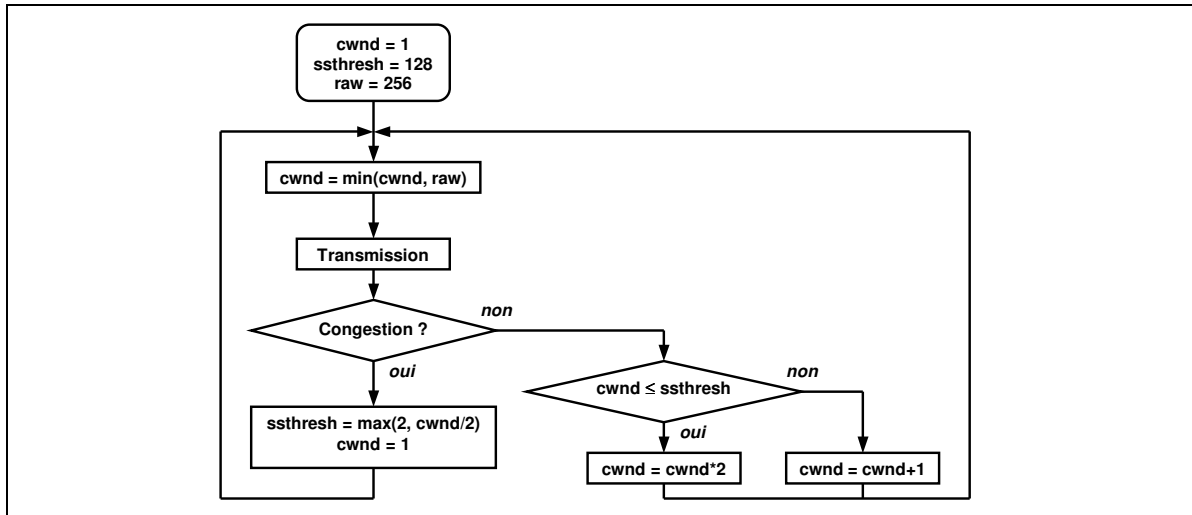 cwnd = 1
ssthresh = 128
raw = 256
cwnd = min(cwnd, raw)
Transmission
Congestion ?
non
oui
cwnd ≤ ssthresh
non
oui
ssthresh = max(2, cwnd/2)
cwnd = 1
cwnd = cwnd*2
cwnd = cwnd+1